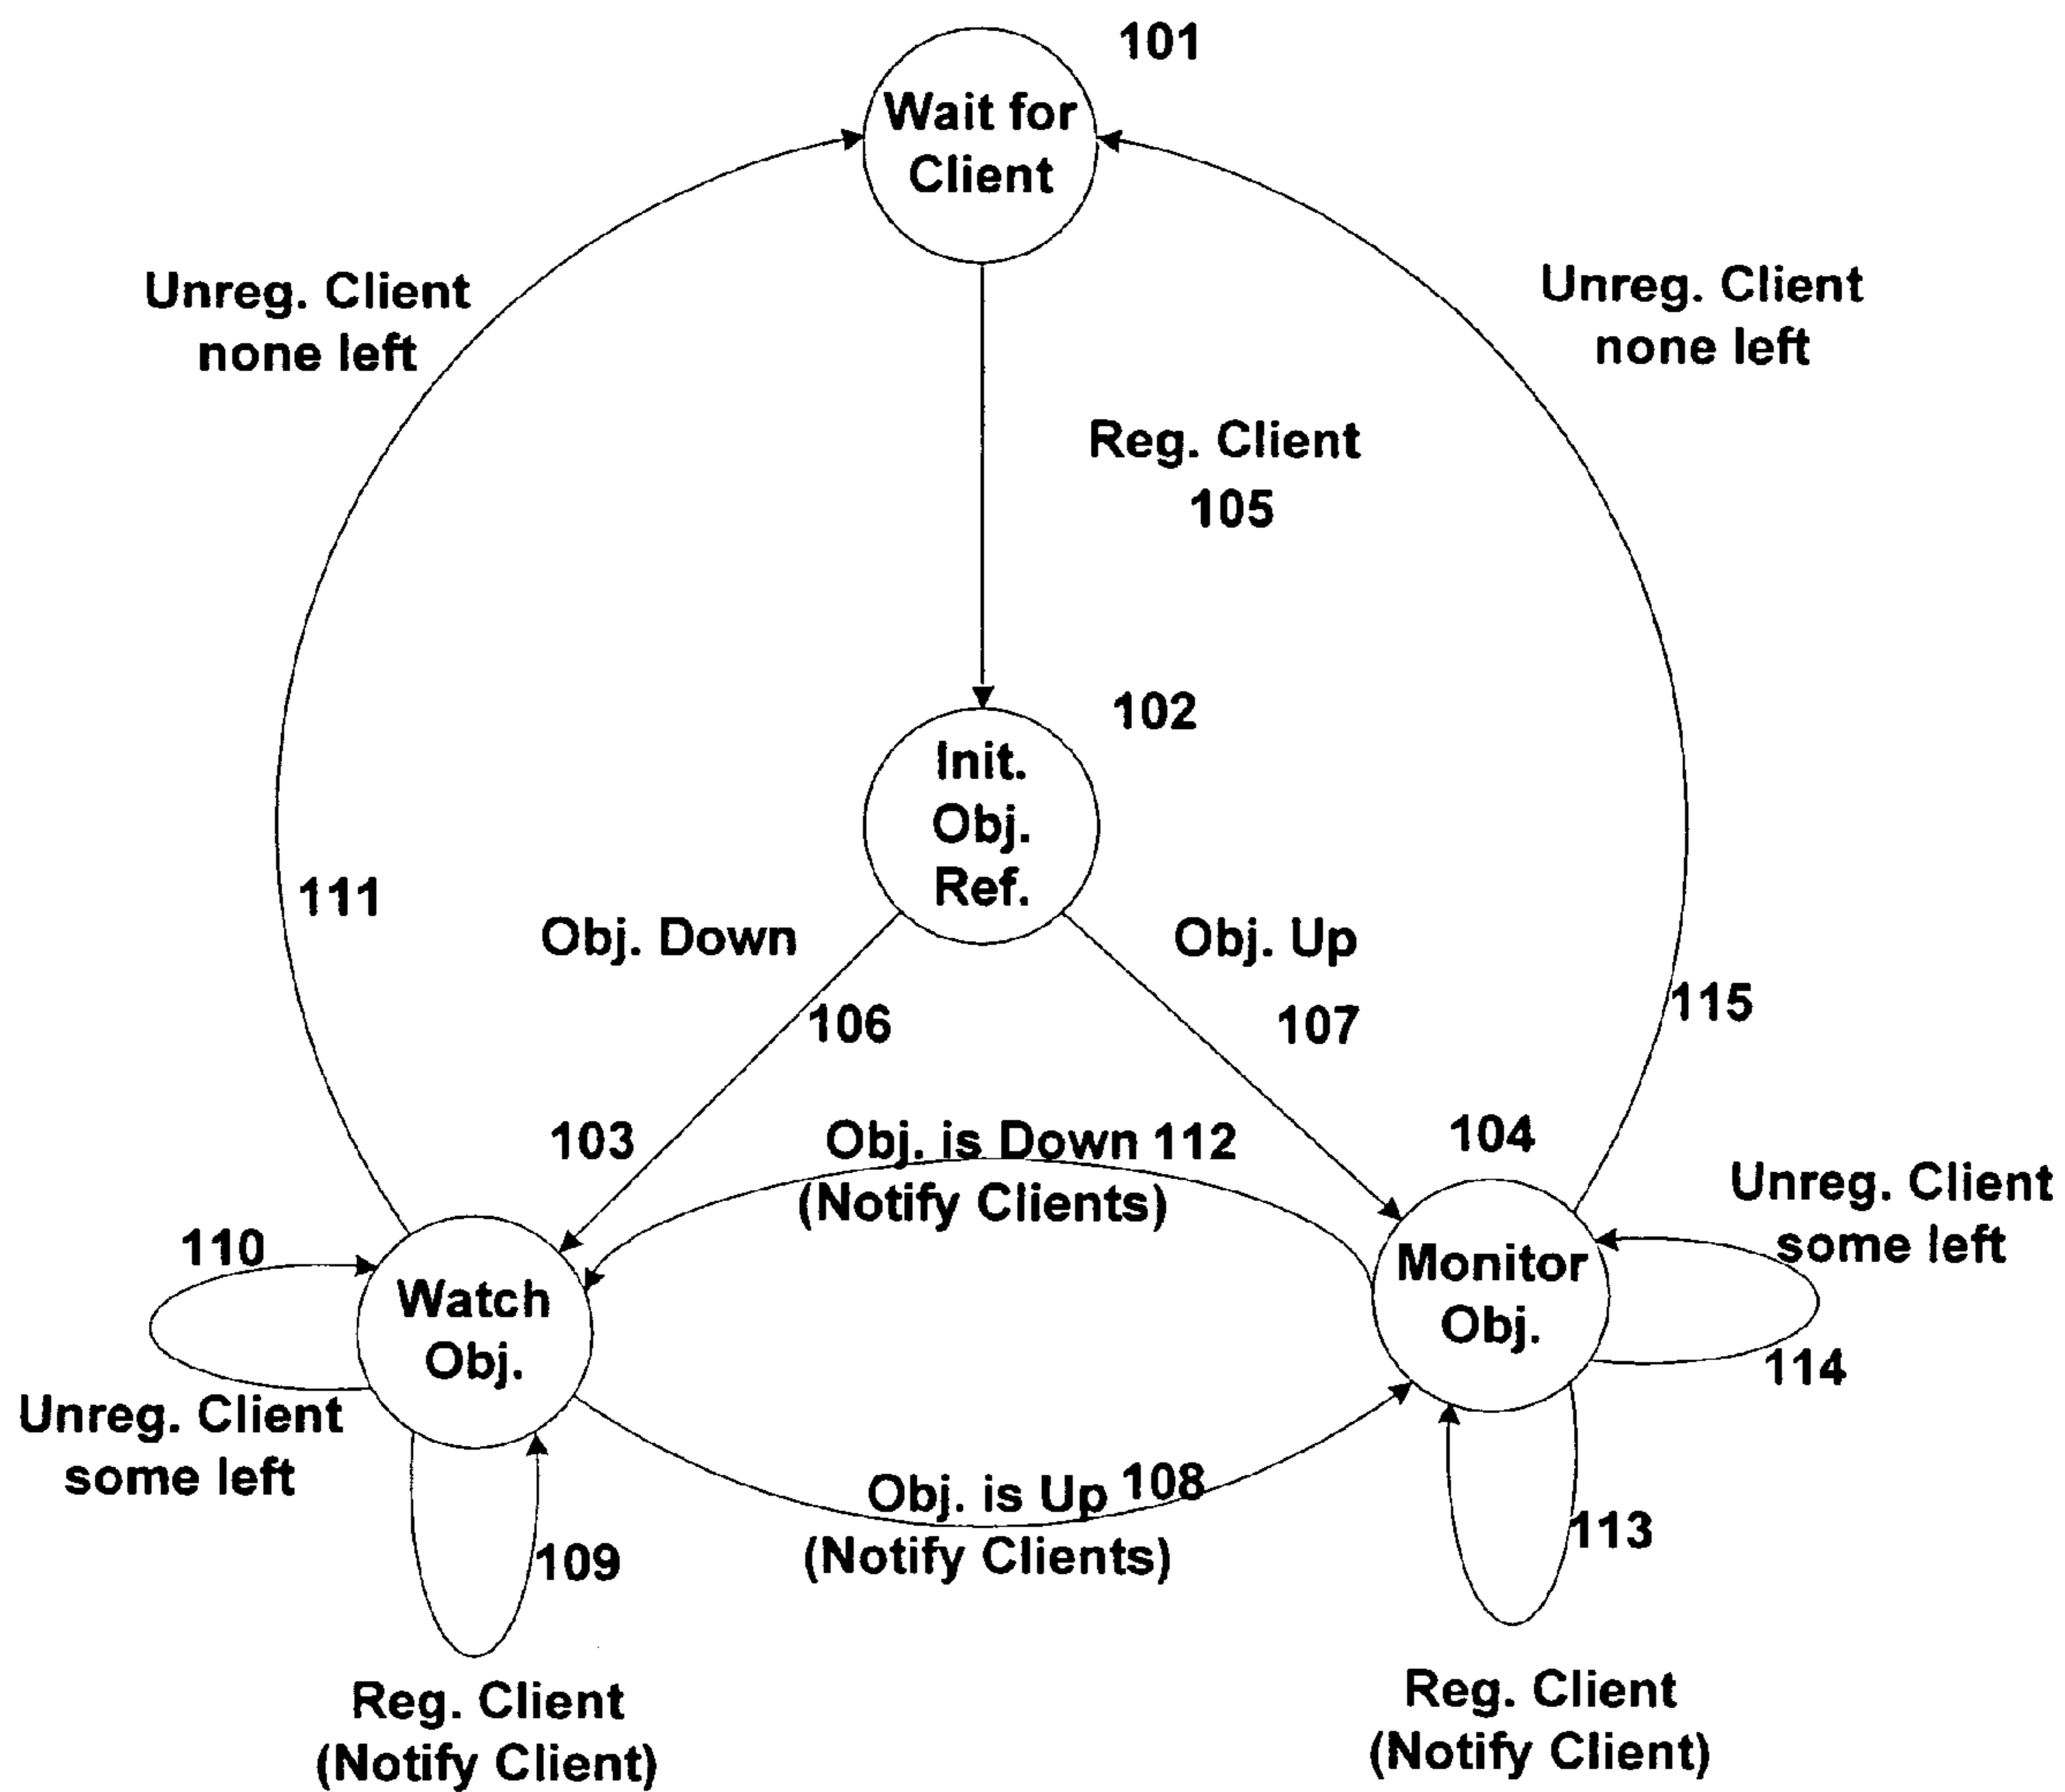 101
Wait for
Client
Unreg. Client
none left
Unreg. Client
none left
Reg. Client
105
102
Init.
Obj.
Ref.
111
Obj. Down
Obj. Up
106
107
115
103
Obj. is Down 112
(Notify Clients)
104
Unreg. Client
some left
110
Watch
Obj.
Monitor
Obj.
114
Unreg. Client
some left
Obj. is Up 108
(Notify Clients)
109
113
Reg. Client
(Notify Client)
Reg. Client
(Notify Client)